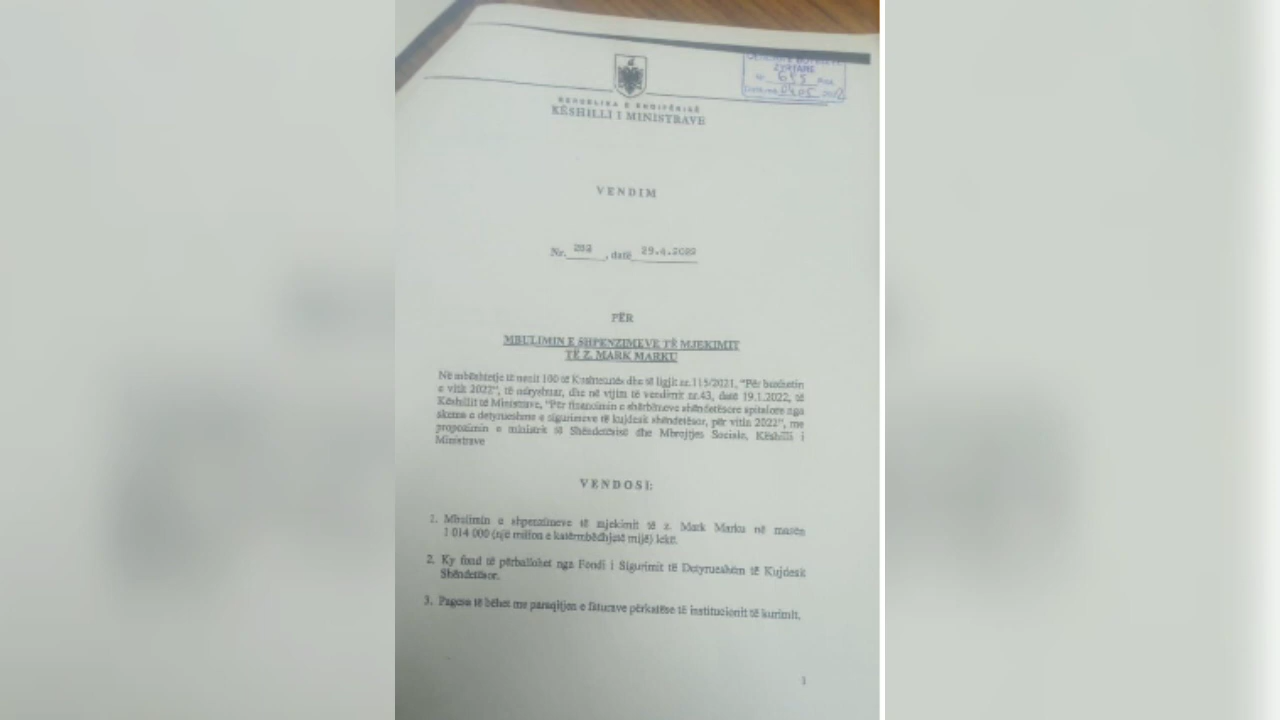 ZYRTARE
Nr. 655
REPUBLIKA E SHQIPËRISË
KËSHILLI I MINISTRAVE
VENDIM
Nr. 282, datë 29.4.2022
PËR
MBULIMIN E SHPENZIMEVE TË MJEKIMIT
TË Z. MARK MARKU
Në mbështetje të nenit 100 të Kushtetutës dhe të ligjit nr.115/2021, “Për buxhetin
e vitit 2022”, të ndryshuar, dhe në vijim të vendimit nr.43, datë 19.1.2022, të
Këshillit të Ministrave, “Për financimin e shërbimeve shëndetësore spitalore nga
skema e detyrueshme e sigurimeve të kujdesit shëndetësor, për vitin 2022”, me
propozimin e ministrit të Shëndetësisë dhe Mbrojtjes Sociale, Këshilli i
Ministrave
VENDOSI:
1. Mbulimin e shpenzimeve të mjekimit të z. Mark Marku në masën
1 014 000 (një milion e katërmbëdhjetë mijë) lekë.
2. Ky fond të përballohet nga Fondi i Sigurimit të Detyrueshëm të Kujdesit
Shëndetësor.
3. Pagesa të bëhet me paraqitjen e faturave përkatëse të institucionit të kurimit.
1